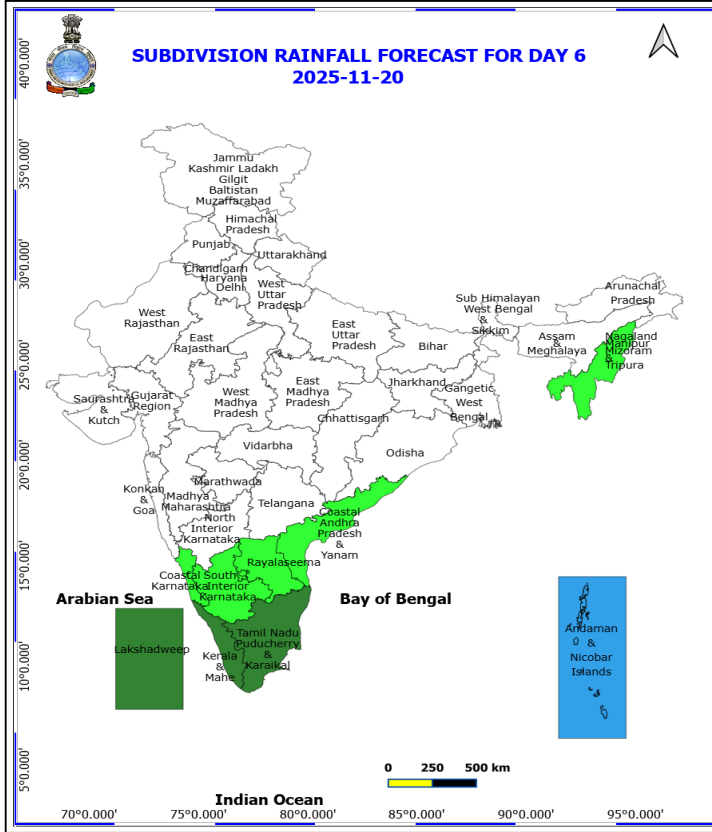 SUBDIVISION RAINFALL FORECAST FOR DAY 6
2025-11-20
40°0.000'
35°0.000'
30°0.000'
25°0.000'
20°0.000'
15°0.000'
10°0.000'
5°0.000'
Jammu
Kashmir Ladakh
Gilgit
Baltistan
Muzaffarabad
Himachal
Pradesh
Punjab
Uttarakhand
Chandigarh
Haryana
Delhi
West
Uttar
Pradesh
West
Rajasthan
East
Rajasthan
East
Uttar
Pradesh
Bihar
Sub Himalayan
West Bengal
&
Sikkim
Arunachal
Pradesh
Assam
&
Meghalaya
Nagaland
Manipur
Mizoram
&
Tripura
Saurashtra
&
Kutch
Gujarat
Region
West
Madhya
Pradesh
East
Madhya
Pradesh
Jharkhand
Gangetic
West
Bengal
Chhattisgarh
Odisha
Vidarbha
Konkan
&
Goa
Madhya
Maharashtra
Marathwada
Telangana
North
Interior
Karnataka
Coastal
Andhra
Pradesh
&
Yanam
Rayalaseema
Coastal
Karnataka
South
Interior
Karnataka
Arabian Sea
Bay of Bengal
Lakshadweep
Kerala
&
Mahe
Tamil Nadu
Puducherry
&
Karaikal
Andaman
&
Nicobar
Islands
0 250 500 km
Indian Ocean
70°0.000' 75°0.000' 80°0.000' 85°0.000' 90°0.000' 95°0.000'